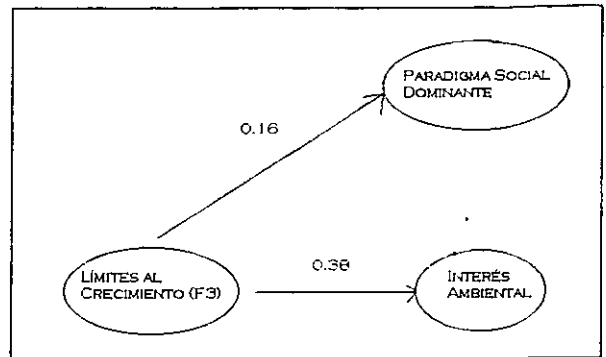 PARADIGMA SOCIAL
DOMINANTE
0.16
LÍMITES AL
CRECIMIENTO (F3)
0.38
INTERÉS
AMBIENTAL